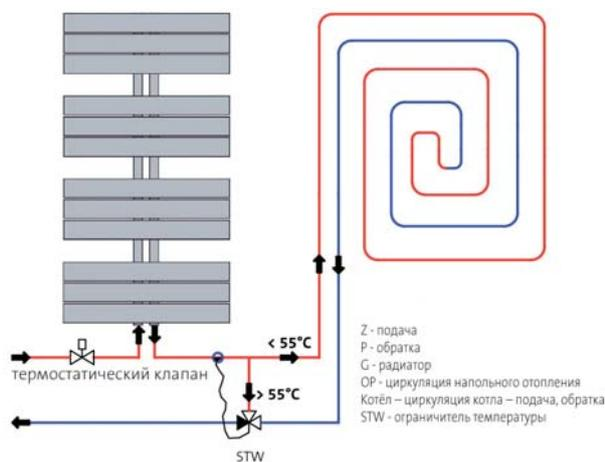 < 55°C
термостатический клапан
> 55°C
STW
Z - подача
P - обратка
G - радиатор
OP - циркуляция напольного отопления
Котёл – циркуляция котла – подача, обратка
STW - ограничитель температуры